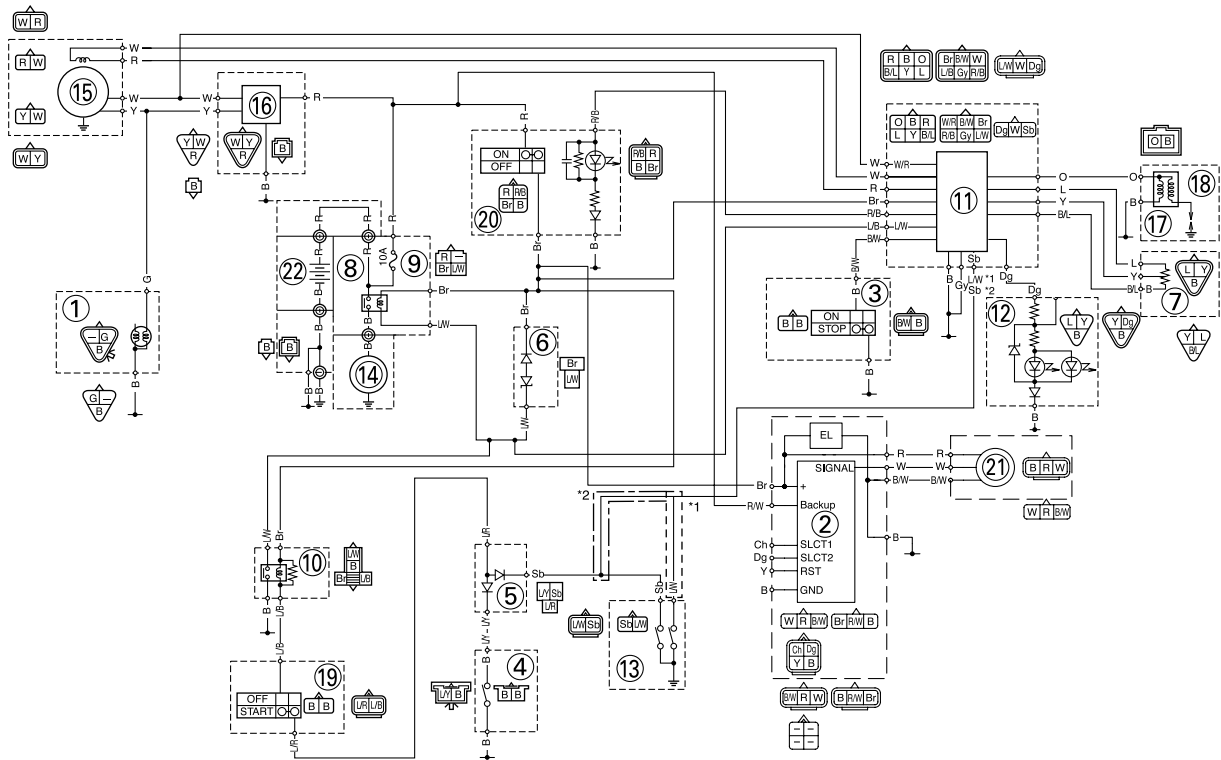 W R
R W
Y W
W Y
15
W
R
W
Y
W
Y
16
R
B
Y W
R
W Y
R
B
B
G
1
– G
B
B
G –
B
R
R
22
8
10A
9
R –
Br L/W
Br
L/W
B
B
14
B
B
R
ON
OFF
R R/B
Br B
20
Br
R/B
R/B R
B Br
B
Br
6
Br
L/W
L/W
R B O
B/L Y L
Br B/W W
L/B Gy R/B
L/W W Dg
O B R
L Y B/L
W/R B/W Br
R/B Gy L/W
Dg W Sb
W
W/R
W
R
Br
R/B
L/B
L/W
B/W
11
O
L
Y
B/L
B
Gy
Sb
L/W *1
Sb *2
Dg
O B
O
B
18
17
L
Y
B/L
7
L Y
B
Y L
B/L
B/W
B
3
ON
STOP
B B
B/W B
B
12
Dg
L Y
B
Y Dg
B
B
EL
SIGNAL
+
Backup
SLCT1
SLCT2
RST
GND
2
Br
R/W
Ch
Dg
Y
B
R
W
B/W
R
W
B/W
21
B R W
W R B/W
B
W R B/W
Br R/W B
Ch Dg
Y B
B/W R W
B R/W Br
– –
– –
L/W
Br
10
L/W
B
Br L/B
B
L/B
L/B
19
OFF
START
B B
L/R L/B
L/R
L/R
5
Sb
L/Y Sb
L/R
L/Y
L/Y
B
4
L/Y B
B B
B
*2
*1
Sb
L/W
L/W Sb
Sb L/W
13